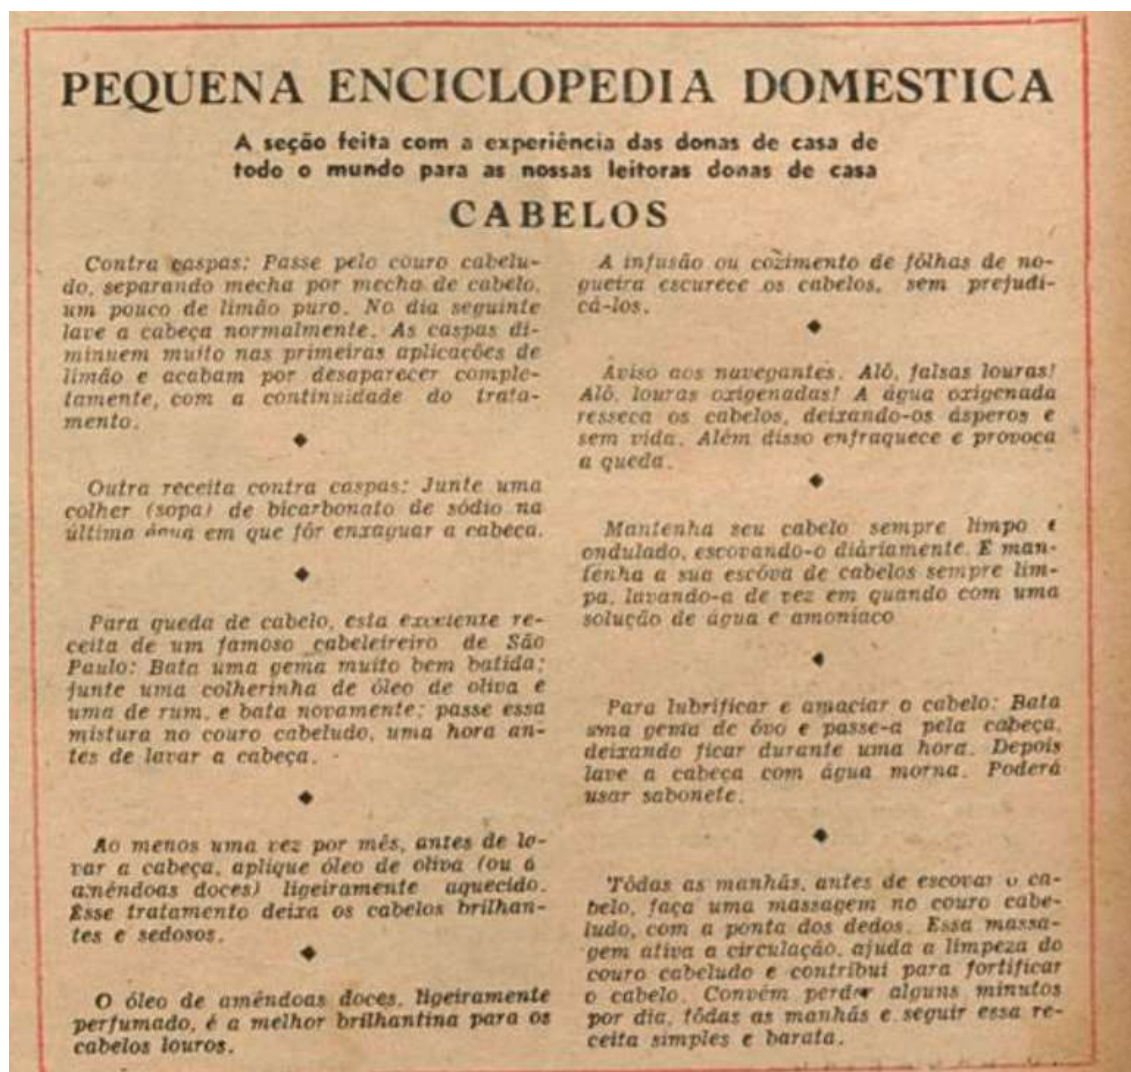 PEQUENA ENCICLOPEDIA DOMESTICA
A seção feita com a experiência das donas de casa de
todo o mundo para as nossas leitoras donas de casa
CABELOS
Contra caspas: Passe pelo couro cabelu-
do, separando mecha por mecha de cabelo,
um pouco de limão puro. No dia seguinte
lave a cabeça normalmente. As caspas di-
minuem muito nas primeiras aplicações de
limão e acabam por desaparecer comple-
tamente, com a continuidade do trata-
mento.
Outra receita contra caspas: Junte uma
colher (sopa) de bicarbonato de sódio na
última água em que fôr enxaguar a cabeça.
Para queda de cabelo, esta excelente re-
ceita de um famoso cabeleireiro de São
Paulo: Bata uma gema muito bem batida;
junte uma colherinha de óleo de oliva e
uma de rum, e bata novamente; passe essa
mistura no couro cabeludo, uma hora an-
tes de lavar a cabeça.
Ao menos uma vez por mês, antes de la-
var a cabeça, aplique óleo de oliva (ou d
amêndoas doces) ligeiramente aquecido.
Esse tratamento deixa os cabelos brilhan-
tes e sedosos.
O óleo de amêndoas doces, ligeiramente
perfumado, é a melhor brilhantina para os
cabelos louros.
A infusão ou cozimento de fôlhas de no-
gueira escurece os cabelos, sem prejudi-
cá-los.
Aviso aos navegantes. Alô, falsas louras!
Alô, louras oxigenadas! A água oxigenada
resseca os cabelos, deixando-os ásperos e
sem vida. Além disso enfraquece e provoca
a queda.
Mantenha seu cabelo sempre limpo e
ondulado, escovando-o diàriamente. E man-
tenha a sua escôva de cabelos sempre lim-
pa, lavando-a de vez em quando com uma
solução de água e amoníaco
Para lubrificar e amaciar o cabelo: Bata
uma gema de ôvo e passe-a pela cabeça,
deixando ficar durante uma hora. Depois
lave a cabeça com água morna. Poderá
usar sabonete.
Tôdas as manhãs, antes de escovar o ca-
belo, faça uma massagem no couro cabe-
ludo, com a ponta dos dedos. Essa massa-
gem ativa a circulação, ajuda a limpeza do
couro cabeludo e contribui para fortificar
o cabelo. Convém perder alguns minutos
por dia, tôdas as manhãs e seguir essa re-
ceita simples e barata.